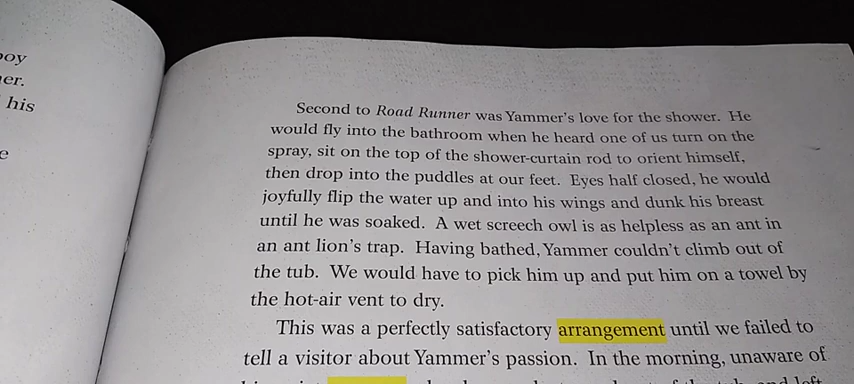 boy
er.
his
e
Second to Road Runner was Yammer's love for the shower. He
would fly into the bathroom when he heard one of us turn on the
spray, sit on the top of the shower-curtain rod to orient himself,
then drop into the puddles at our feet. Eyes half closed, he would
joyfully flip the water up and into his wings and dunk his breast
until he was soaked. A wet screech owl is as helpless as an ant in
an ant lion's trap. Having bathed, Yammer couldn't climb out of
the tub. We would have to pick him up and put him on a towel by
the hot-air vent to dry.
This was a perfectly satisfactory arrangement until we failed to
tell a visitor about Yammer's passion. In the morning, unaware of